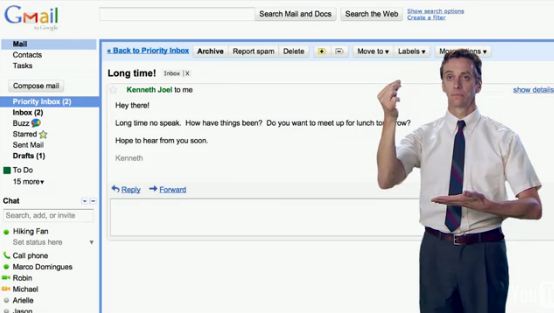 Gmail
by Google
Search Mail and Docs
Search the Web
Show search options
Create a filter
Mail
Contacts
Tasks
Compose mail
Priority Inbox (2)
Inbox (2)
Buzz
Starred
Sent Mail
Drafts (1)
To Do
15 more▾
Chat
Search, add, or invite
Hiking Fan
Set status here
Call phone
Marco Domingues
Robin
Michael
Arielle
Jason
« Back to Priority Inbox
Archive
Report spam
Delete
Move to ▾
Labels ▾
Long time!
Inbox | X
Kenneth Joel to me
show details
Hey there!
Long time no speak. How have things been? Do you want to meet up for lunch
Hope to hear from you soon.
Kenneth
Reply
Forward